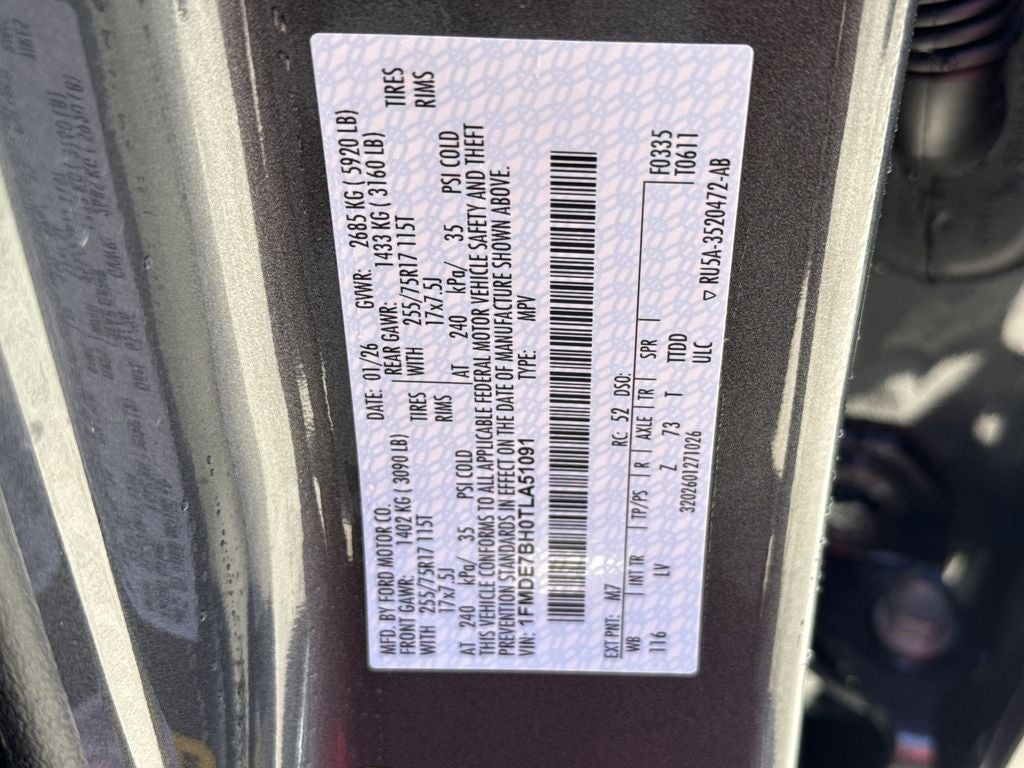 MFD. BY FORD MOTOR CO. DATE: 01/26 GVWR: 2685 KG ( 5920 LB)
FRONT GAWR: 1402 KG ( 3090 LB) REAR GAWR: 1433 KG ( 3160 LB)
WITH 255/75R17 115T TIRES WITH 255/75R17 115T TIRES
17x7.5J RIMS 17x7.5J RIMS
AT 240 kPa/ 35 PSI COLD AT 240 kPa/ 35 PSI COLD
THIS VEHICLE CONFORMS TO ALL APPLICABLE FEDERAL MOTOR VEHICLE SAFETY AND THEFT
PREVENTION STANDARDS IN EFFECT ON THE DATE OF MANUFACTURE SHOWN ABOVE.
VIN: 1FMDE7BH0TLA51091 TYPE: MPV
EXT PNT: M7 RC: 52 DSO: F0335
WB | INT TR | TP/PS | R | AXLE | TR | SPR | T0611
116 LV Z 73 T TTDD
3202601271026 ULC
▽ RU5A-3520472-AB